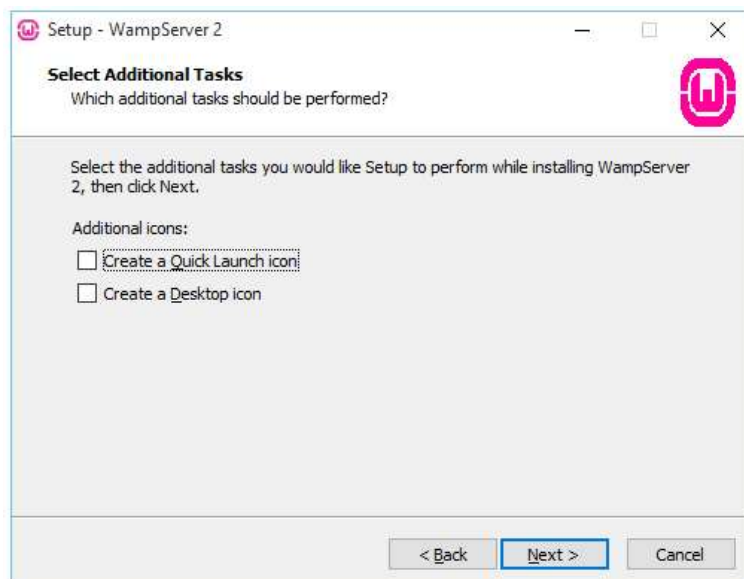 Setup - WampServer 2
Select Additional Tasks
Which additional tasks should be performed?
Select the additional tasks you would like Setup to perform while installing WampServer
2, then click Next.
Additional icons:
Create a Quick Launch icon
Create a Desktop icon
< Back Next > Cancel